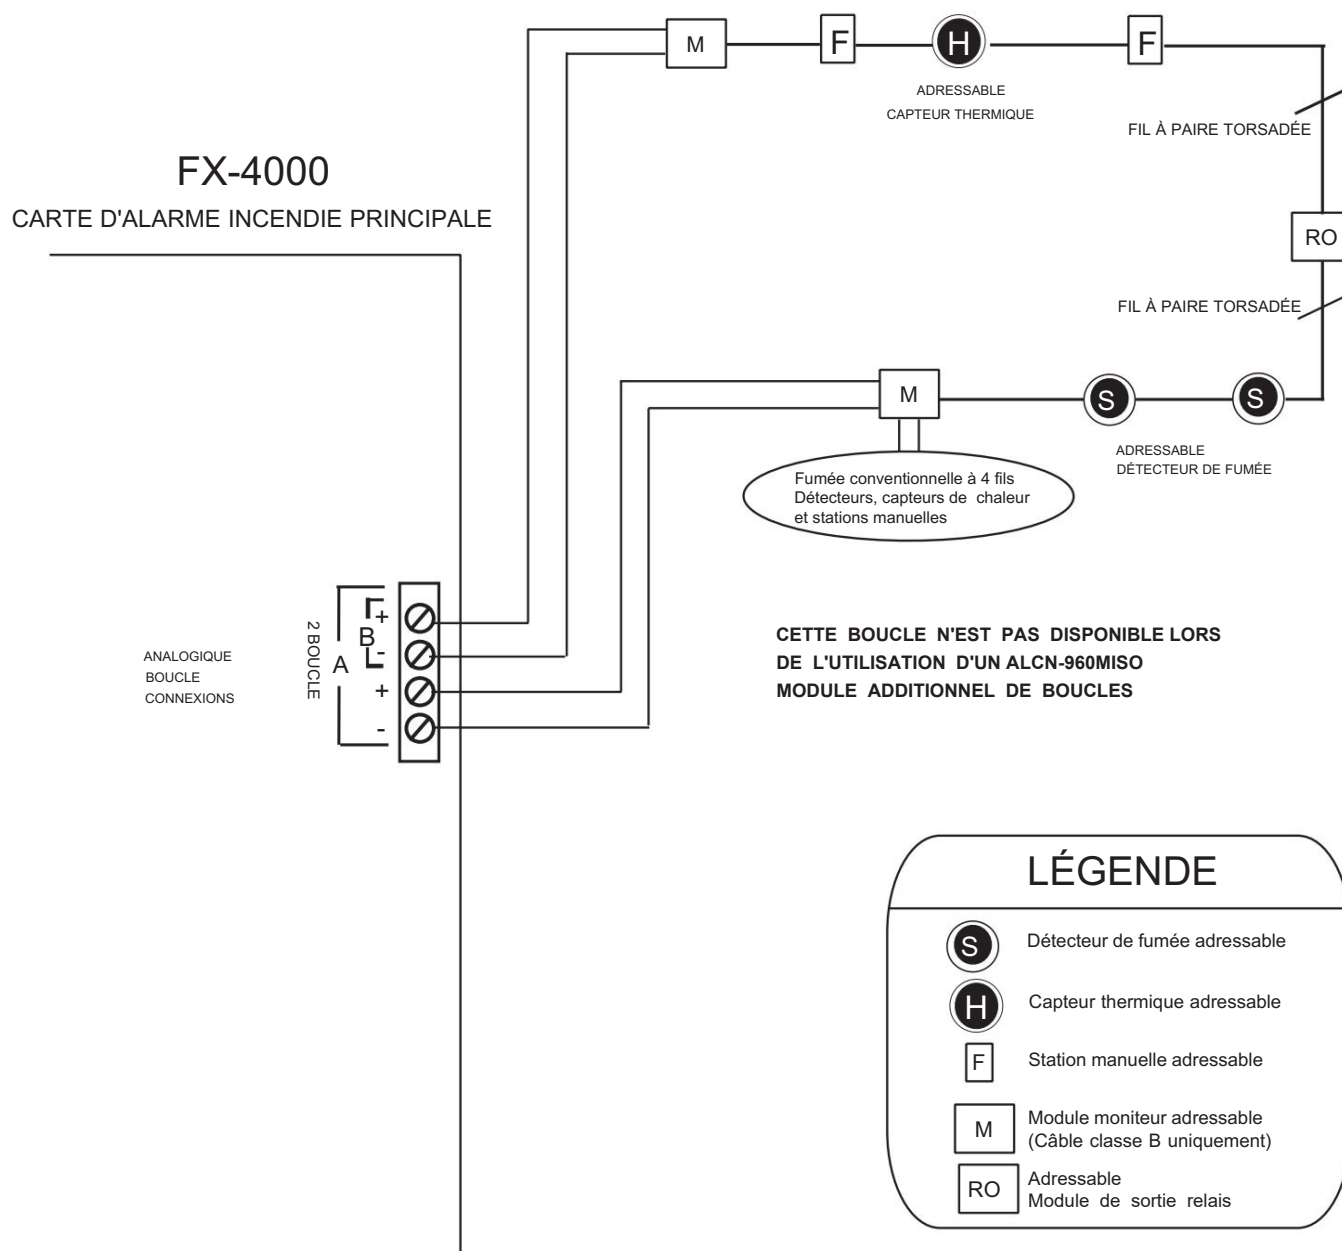 M
F
H
F
ADRESSABLE
CAPTEUR THERMIQUE
FIL À PAIRE TORSADÉE
FX-4000
CARTE D'ALARME INCENDIE PRINCIPALE
RO
FIL À PAIRE TORSADÉE
M
S
S
ADRESSABLE
DÉTECTEUR DE FUMÉE
Fumée conventionnelle à 4 fils
Détecteurs, capteurs de chaleur
et stations manuelles
ANALOGIQUE
BOUCLE
CONNEXIONS
2 BOUCLE
A
B
+
-
+
-
CETTE BOUCLE N'EST PAS DISPONIBLE LORS
DE L'UTILISATION D'UN ALCN-960MISO
MODULE ADDITIONNEL DE BOUCLES
LÉGENDE
S Détecteur de fumée adressable
H Capteur thermique adressable
F Station manuelle adressable
M Module moniteur adressable
(Câble classe B uniquement)
RO Adressable
Module de sortie relais